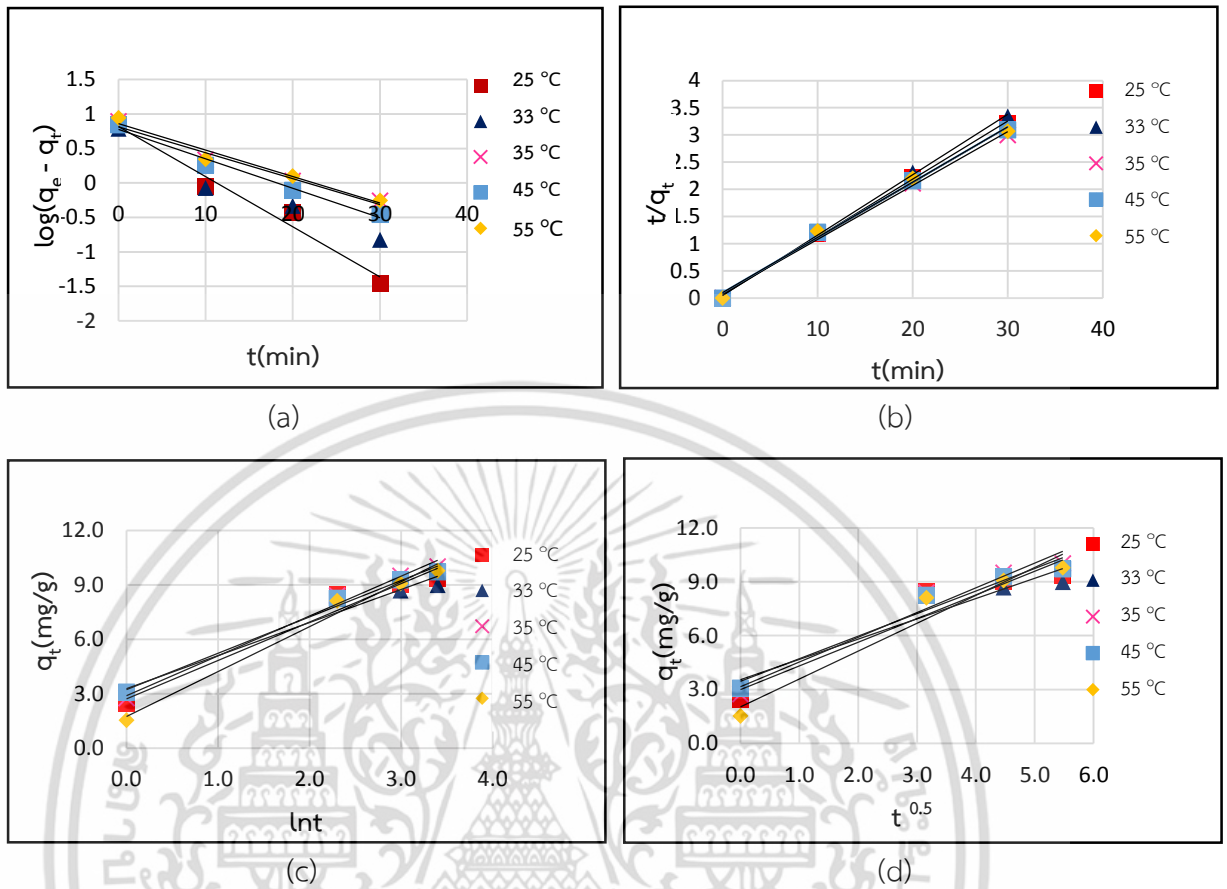 1.5
1
0.5
0
-0.5
-1
-1.5
-2
0 10 20 30 40
log(qₑ - qₜ)
t(min)
25 °C
33 °C
35 °C
45 °C
55 °C
(a)
4
3.5
3
2.5
2
1.5
1
0.5
0
0 10 20 30 40
t/qₜ
t(min)
25 °C
33 °C
35 °C
45 °C
55 °C
(b)
12.0
9.0
6.0
3.0
0.0
0.0 1.0 2.0 3.0 4.0
qₜ(mg/g)
lnt
25 °C
33 °C
35 °C
45 °C
55 °C
(c)
12.0
9.0
6.0
3.0
0.0
0.0 1.0 2.0 3.0 4.0 5.0 6.0
qₜ(mg/g)
t ⁰·⁵
25 °C
33 °C
35 °C
45 °C
55 °C
(d)